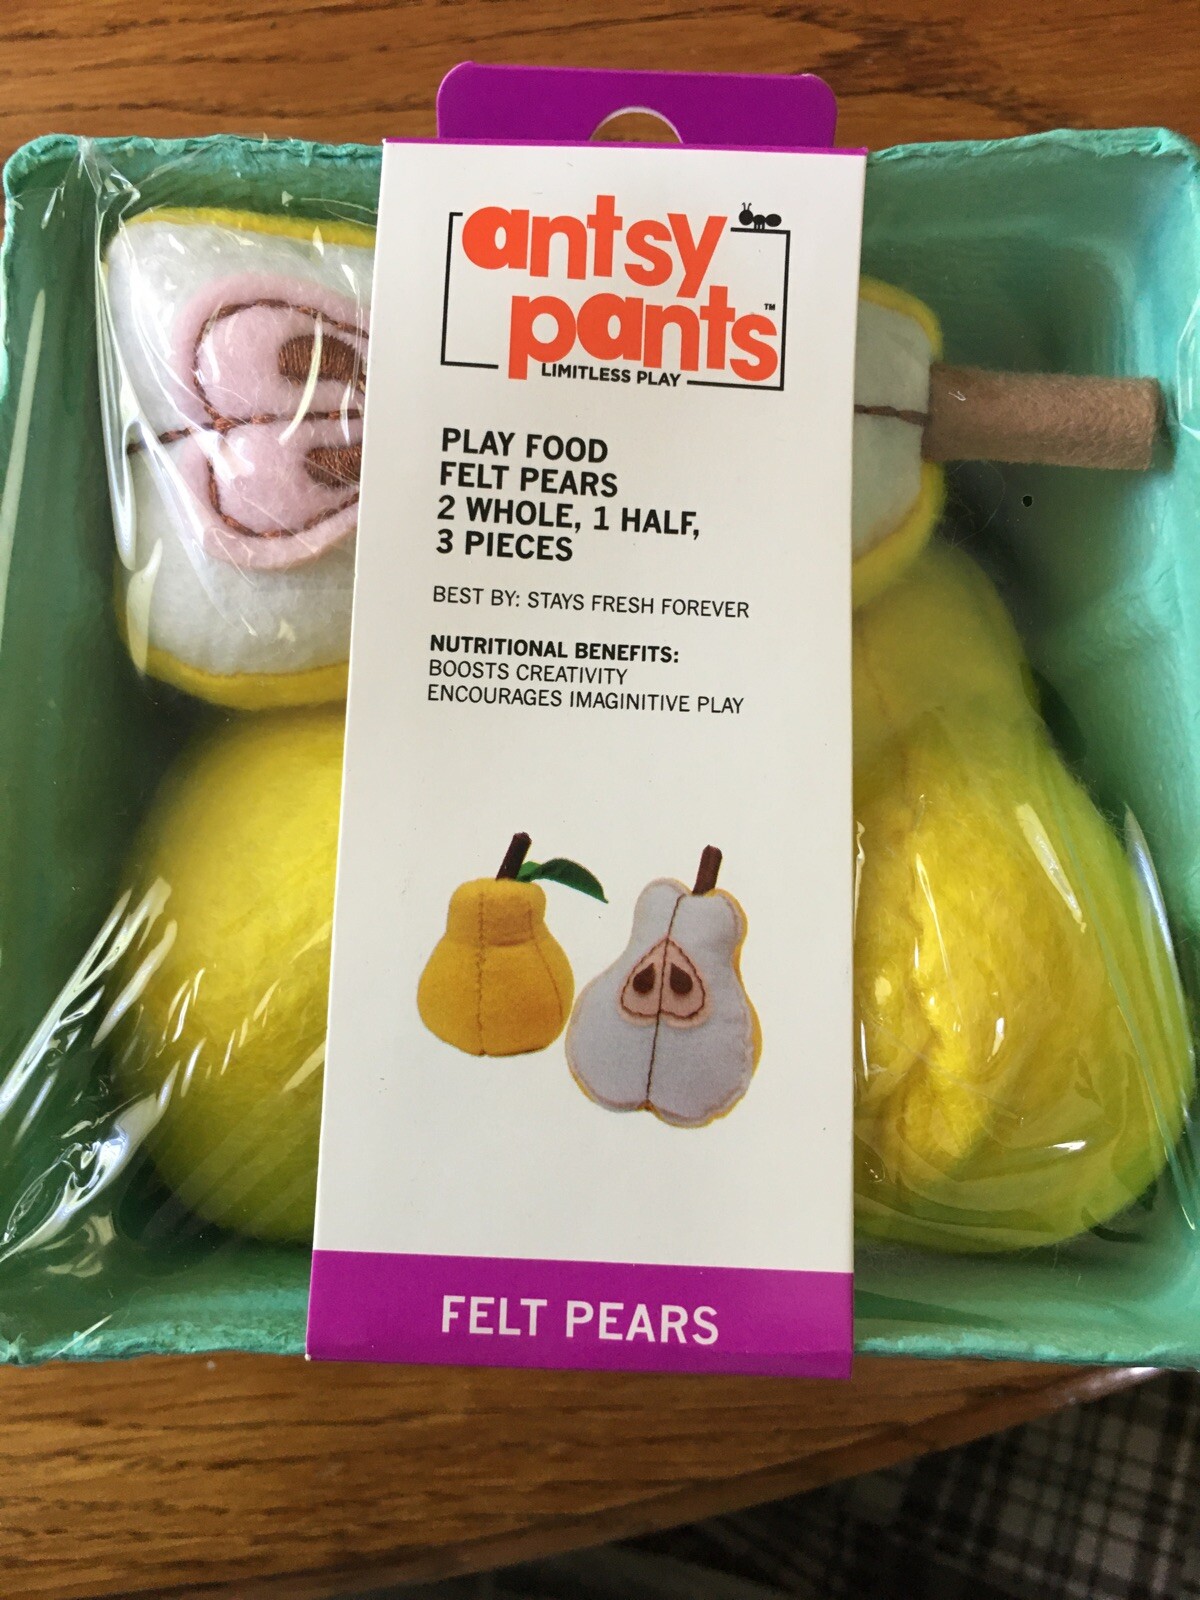 antsy
pants™
LIMITLESS PLAY
PLAY FOOD
FELT PEARS
2 WHOLE, 1 HALF,
3 PIECES
BEST BY: STAYS FRESH FOREVER
NUTRITIONAL BENEFITS:
BOOSTS CREATIVITY
ENCOURAGES IMAGINITIVE PLAY
FELT PEARS